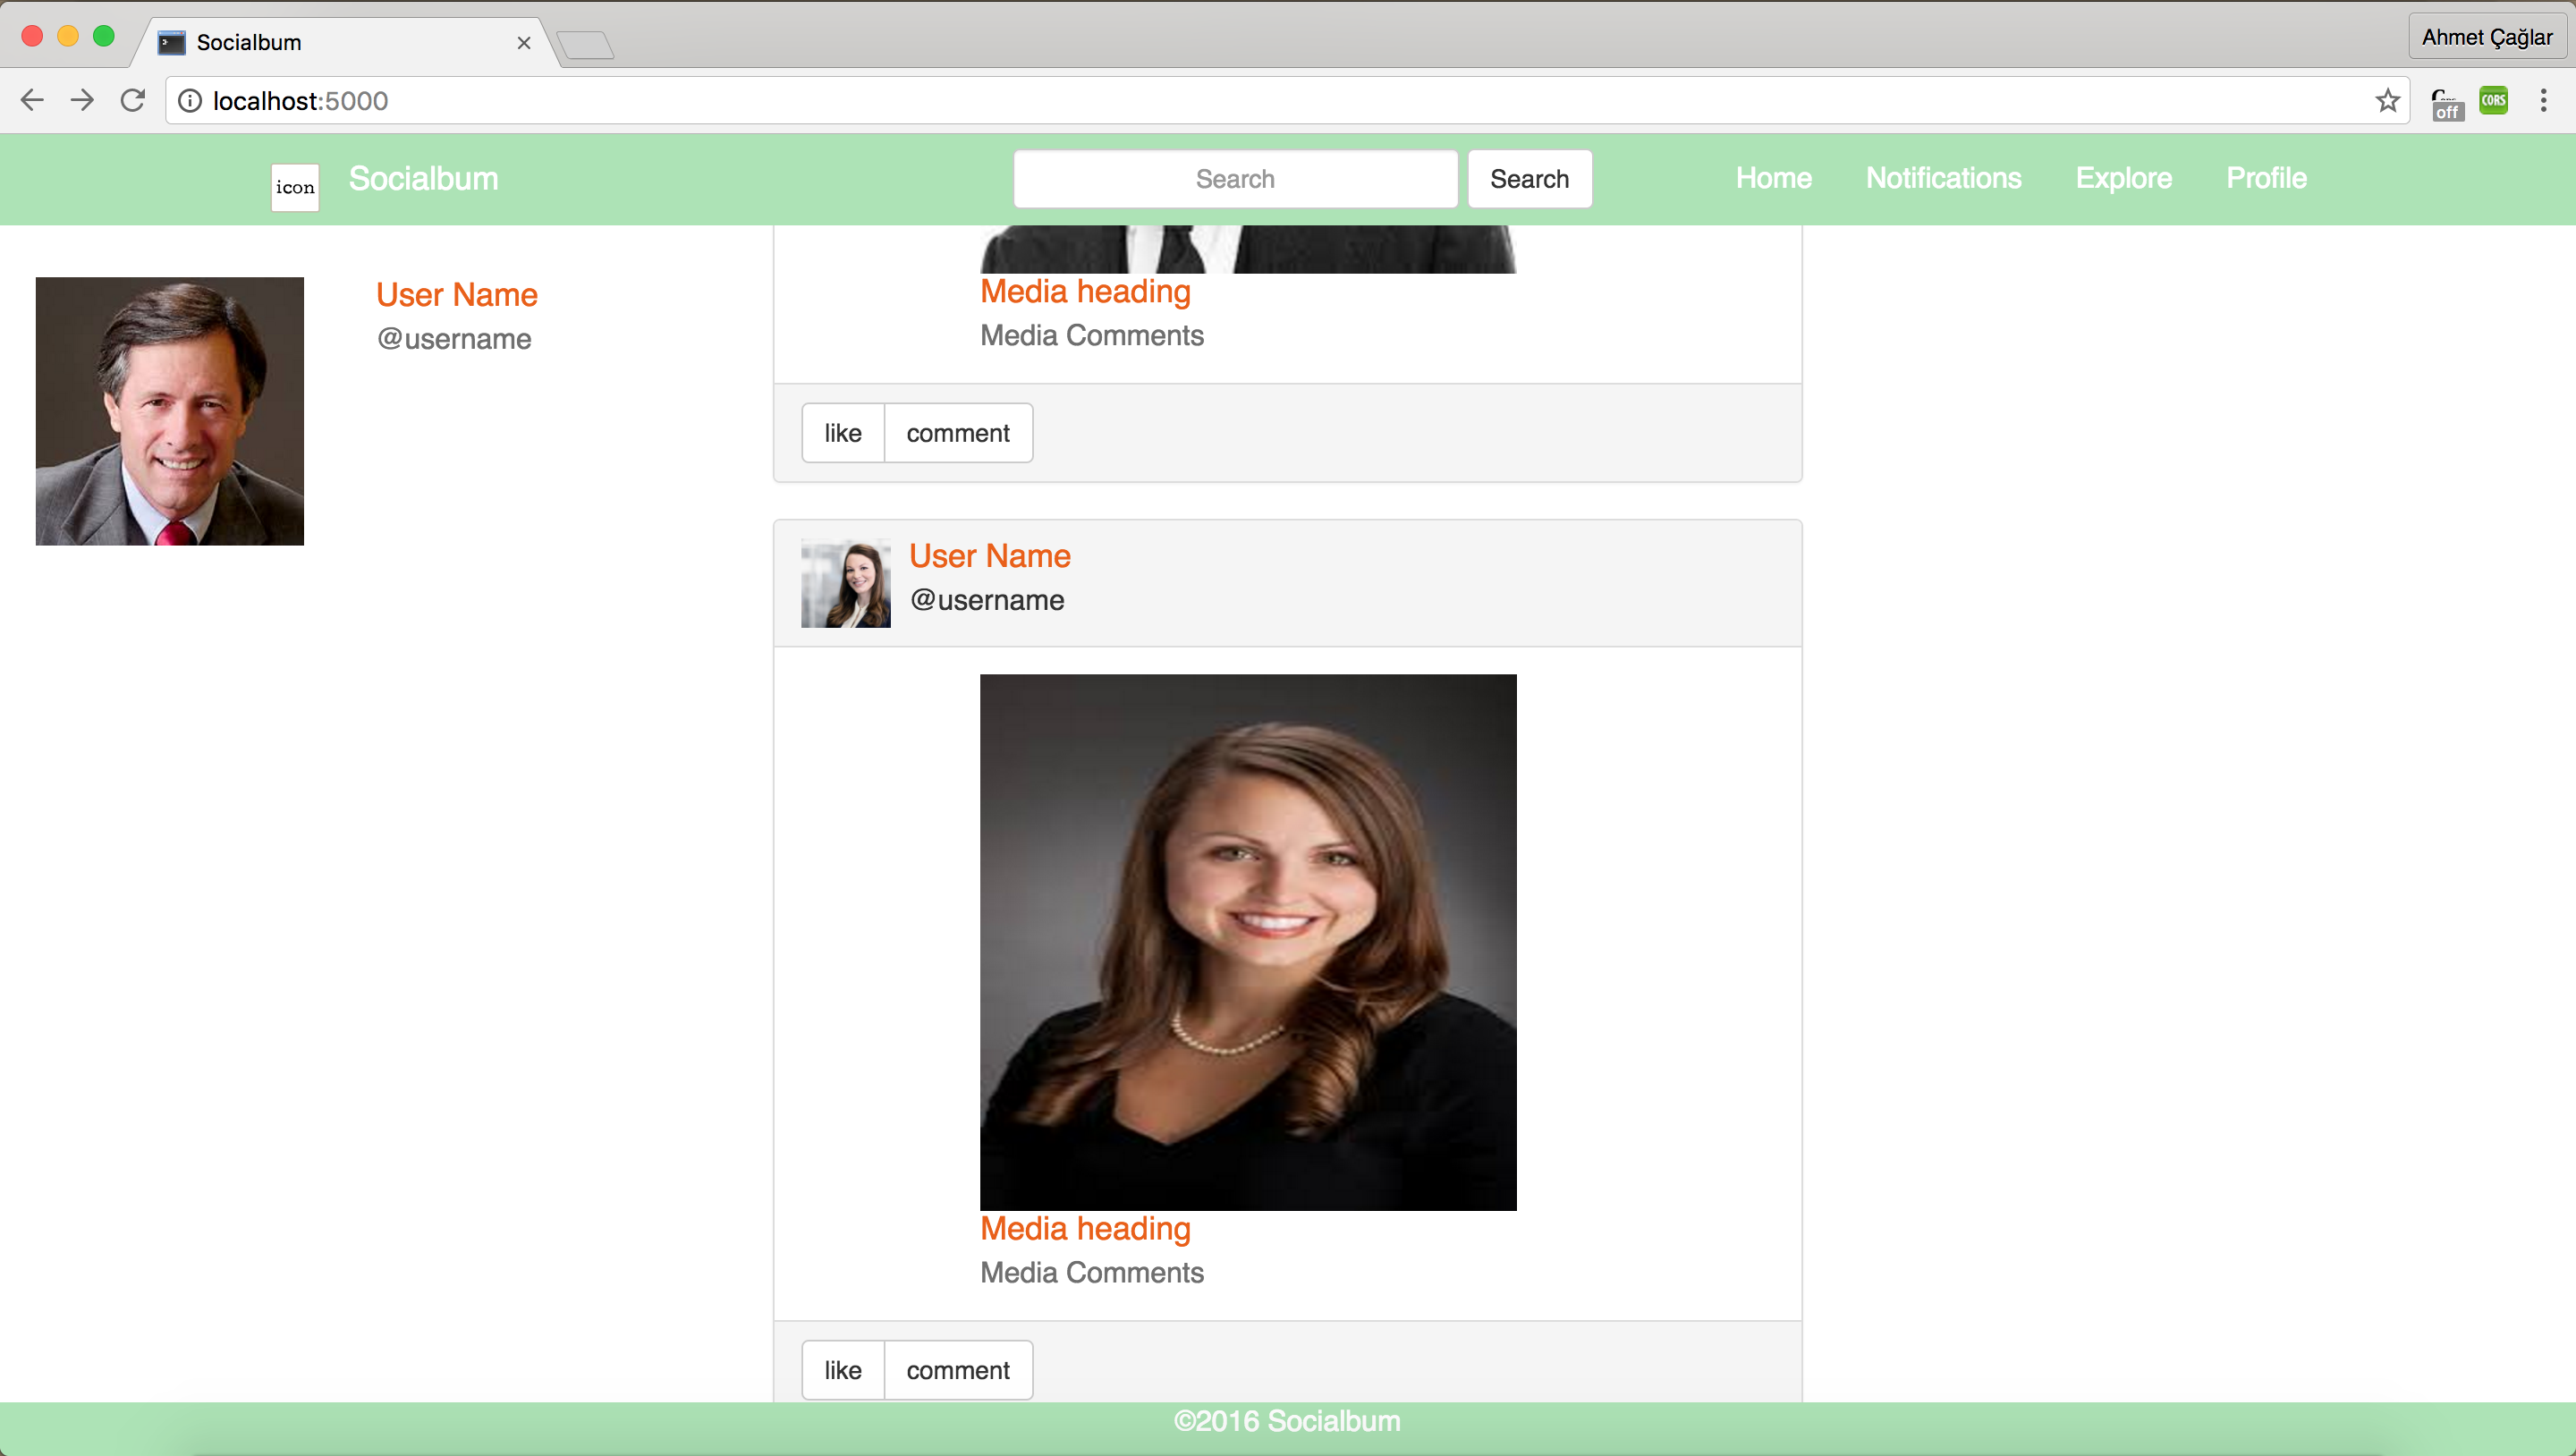 Socialbum
Ahmet Çağlar
localhost:5000
off
CORS
icon
Socialbum
Search
Search
Home
Notifications
Explore
Profile
User Name
@username
Media heading
Media Comments
like
comment
User Name
@username
Media heading
Media Comments
like
comment
©2016 Socialbum